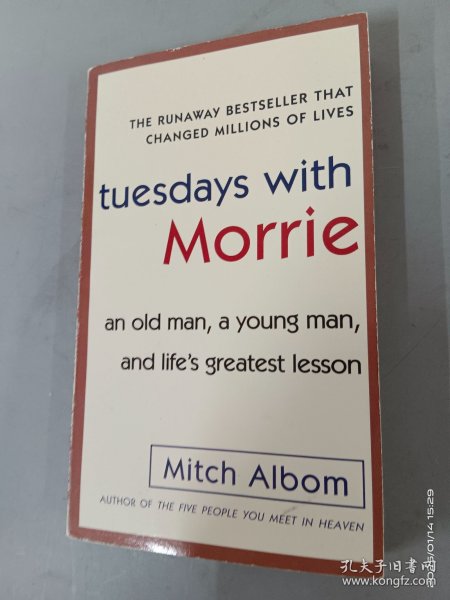 THE RUNAWAY BESTSELLER THAT
CHANGED MILLIONS OF LIVES
tuesdays with
Morrie
an old man, a young man,
and life's greatest lesson
Mitch Albom
AUTHOR OF THE FIVE PEOPLE YOU MEET IN HEAVEN
孔夫子旧书网
www.kongfz.com